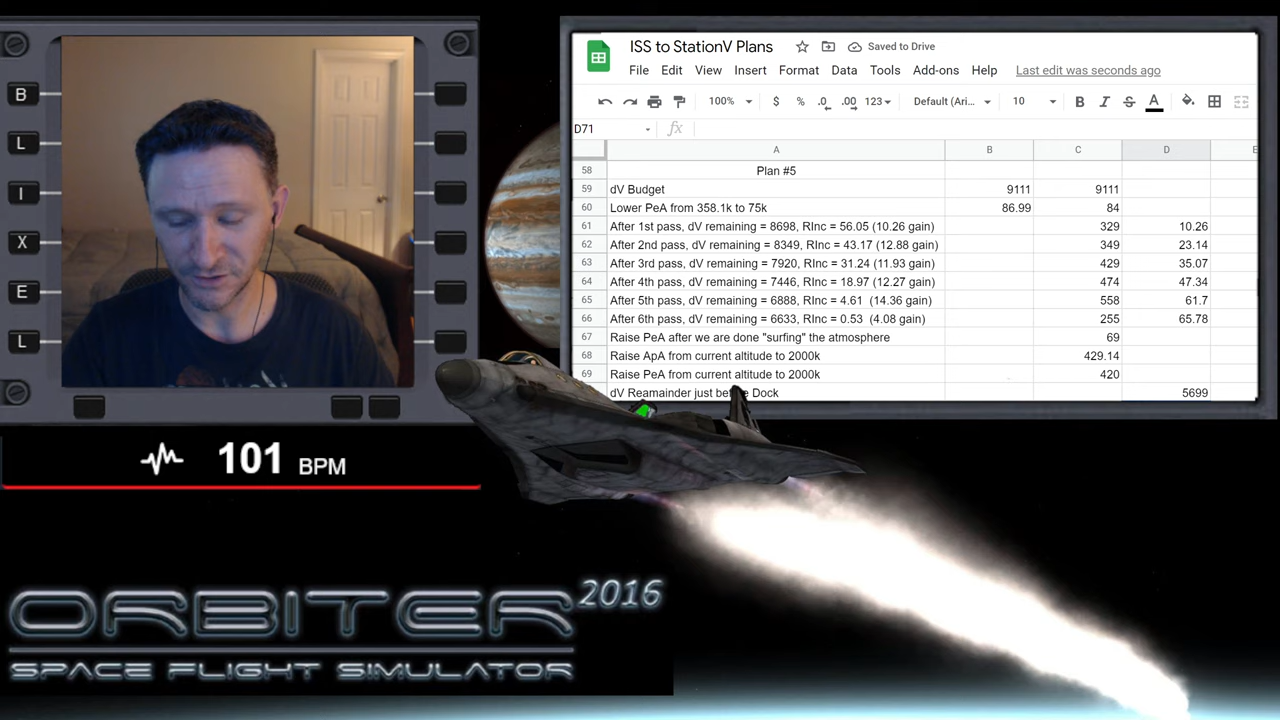 B
L
I
X
E
L
101 BPM
ORBITER 2016
SPACE FLIGHT SIMULATOR
ISS to StationV Plans Saved to Drive
File Edit View Insert Format Data Tools Add-ons Help Last edit was seconds ago
100% $ % .0 .00 123 Default (Ari... 10 B I S A
D71 fx
A B C D E
58 Plan #5
59 dV Budget 9111 9111
60 Lower PeA from 358.1k to 75k 86.99 84
61 After 1st pass, dV remaining = 8698, RInc = 56.05 (10.26 gain) 329 10.26
62 After 2nd pass, dV remaining = 8349, RInc = 43.17 (12.88 gain) 349 23.14
63 After 3rd pass, dV remaining = 7920, RInc = 31.24 (11.93 gain) 429 35.07
64 After 4th pass, dV remaining = 7446, RInc = 18.97 (12.27 gain) 474 47.34
65 After 5th pass, dV remaining = 6888, RInc = 4.61 (14.36 gain) 558 61.7
66 After 6th pass, dV remaining = 6633, RInc = 0.53 (4.08 gain) 255 65.78
67 Raise PeA after we are done "surfing" the atmosphere 69
68 Raise ApA from current altitude to 2000k 429.14
69 Raise PeA from current altitude to 2000k 420
dV Reamainder just before Dock 5699